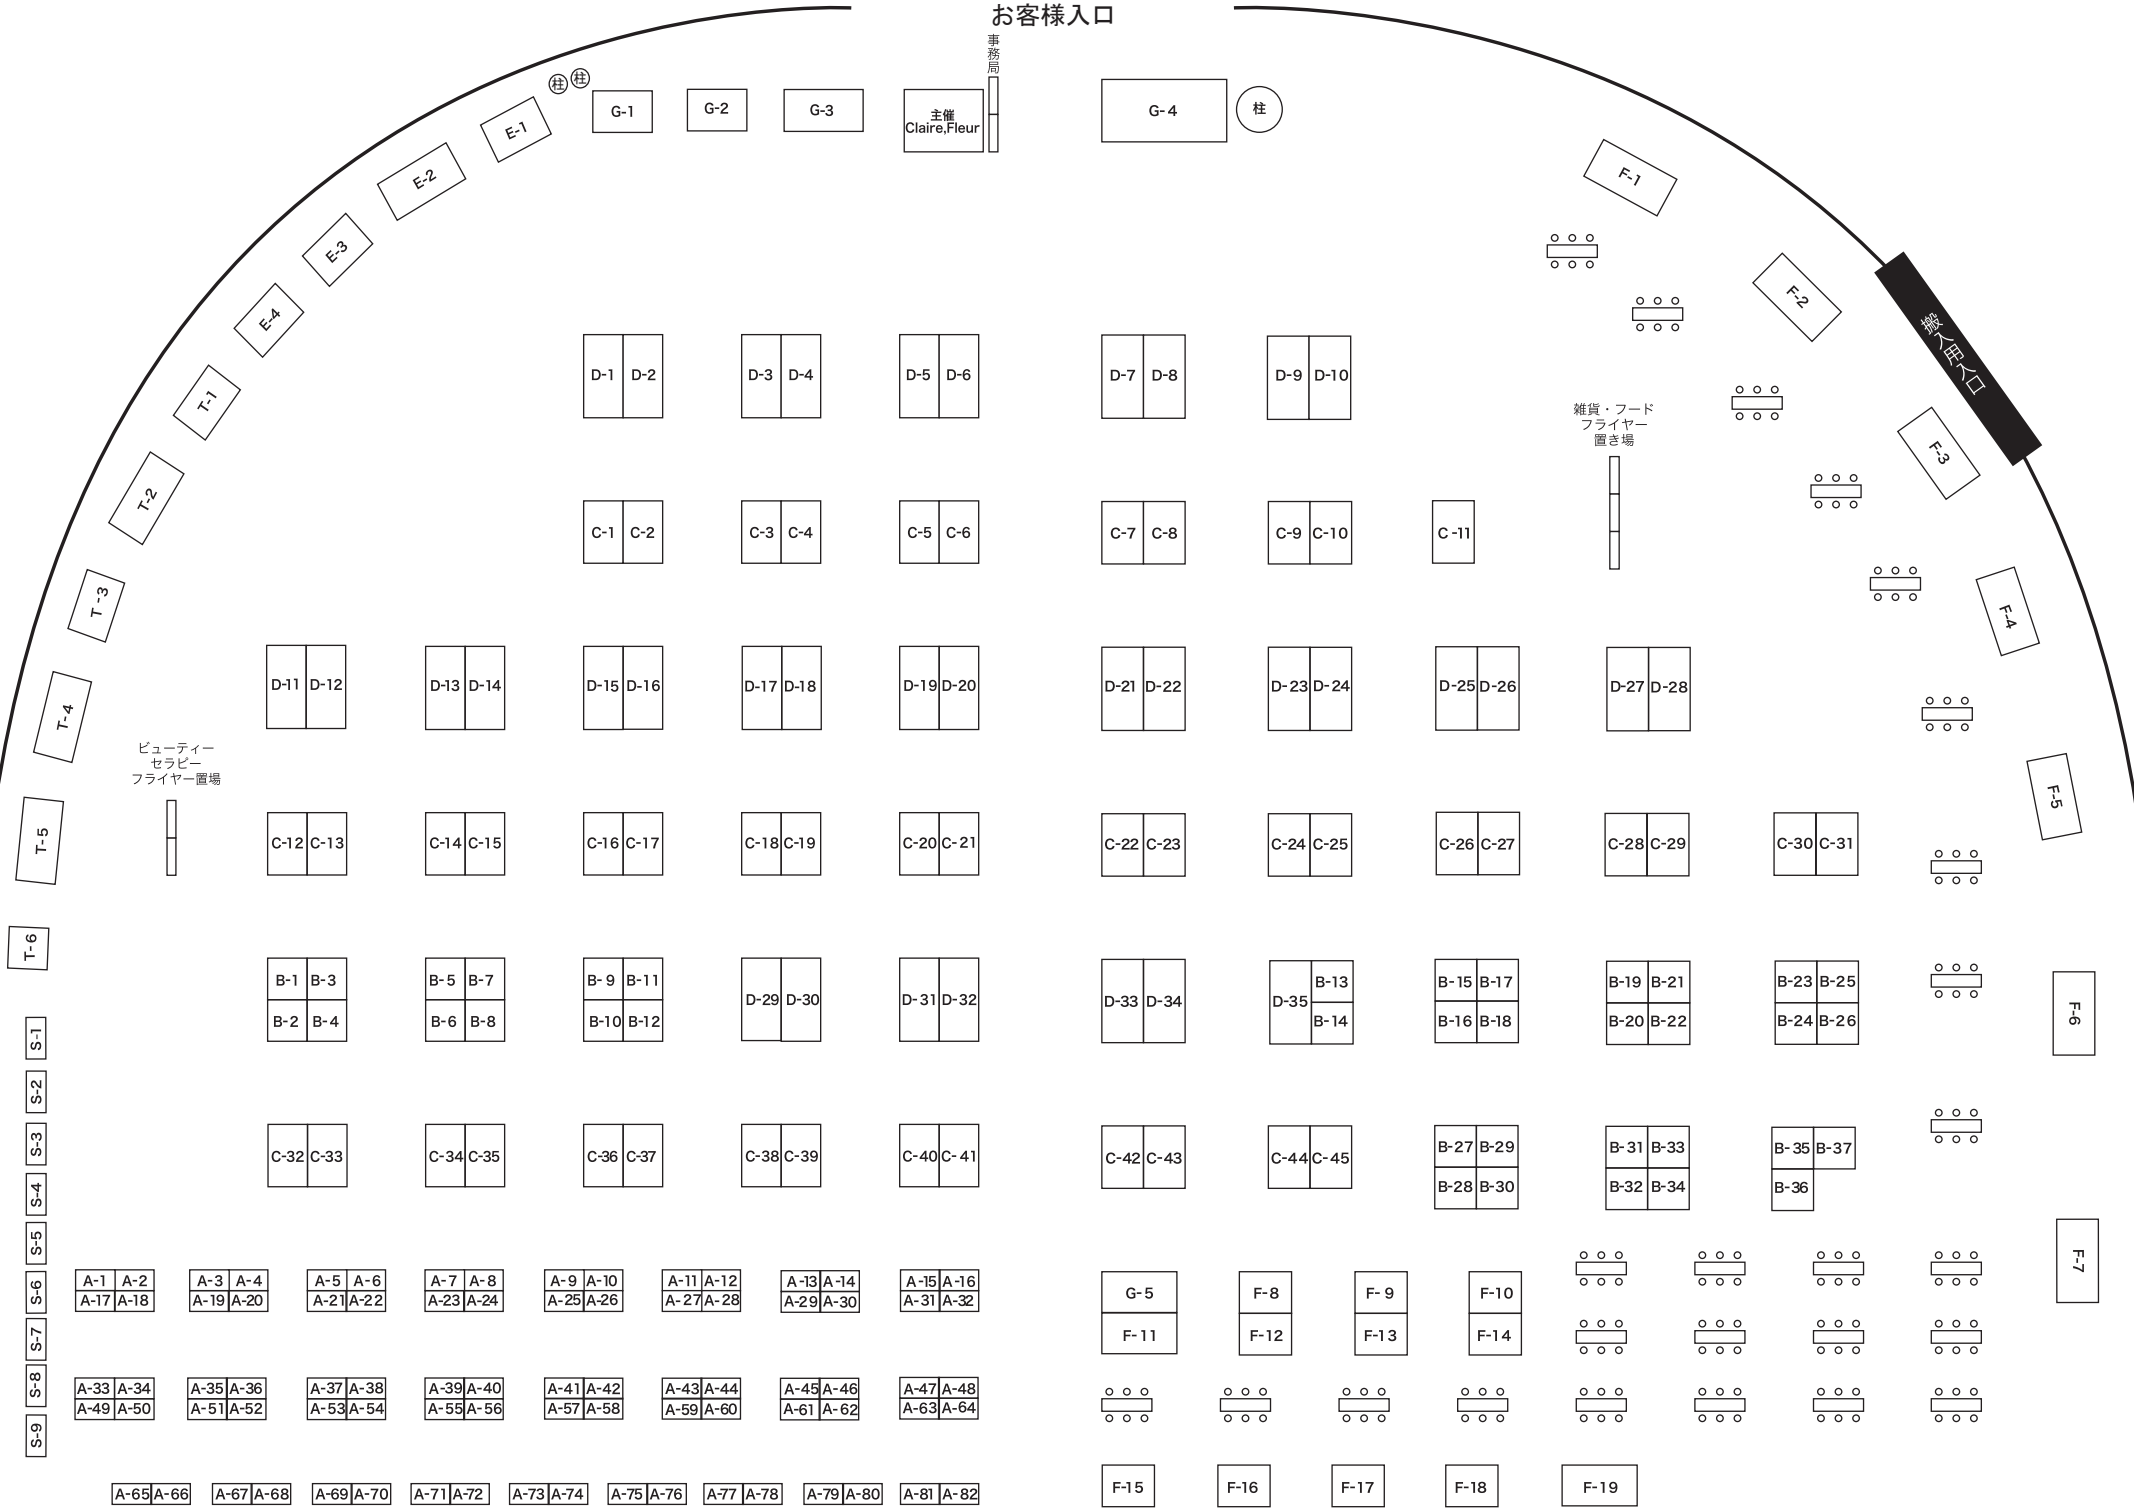 お客様入口
事務局
柱
柱
G-1
G-2
G-3
主催
Claire,Fleur
G-4
柱
E-1
E-2
E-3
E-4
F-1
F-2
搬入用入口
T-1
D-1
D-2
D-3
D-4
D-5
D-6
D-7
D-8
D-9
D-10
雑貨・フード
フライヤー
置き場
F-3
T-2
C-1
C-2
C-3
C-4
C-5
C-6
C-7
C-8
C-9
C-10
C-11
T-3
F-4
D-11
D-12
D-13
D-14
D-15
D-16
D-17
D-18
D-19
D-20
D-21
D-22
D-23
D-24
D-25
D-26
D-27
D-28
T-4
ビューティー
セラピー
フライヤー置場
F-5
T-5
C-12
C-13
C-14
C-15
C-16
C-17
C-18
C-19
C-20
C-21
C-22
C-23
C-24
C-25
C-26
C-27
C-28
C-29
C-30
C-31
T-6
B-1
B-3
B-5
B-7
B-9
B-11
D-29
D-30
D-31
D-32
D-33
D-34
D-35
B-13
B-15
B-17
B-19
B-21
B-23
B-25
B-2
B-4
B-6
B-8
B-10
B-12
B-14
B-16
B-18
B-20
B-22
B-24
B-26
F-6
S-1
S-2
S-3
S-4
S-5
S-6
S-7
S-8
S-9
C-32
C-33
C-34
C-35
C-36
C-37
C-38
C-39
C-40
C-41
C-42
C-43
C-44
C-45
B-27
B-29
B-31
B-33
B-35
B-37
B-28
B-30
B-32
B-34
B-36
F-7
A-1
A-2
A-3
A-4
A-5
A-6
A-7
A-8
A-9
A-10
A-11
A-12
A-13
A-14
A-15
A-16
A-17
A-18
A-19
A-20
A-21
A-22
A-23
A-24
A-25
A-26
A-27
A-28
A-29
A-30
A-31
A-32
G-5
F-8
F-9
F-10
F-11
F-12
F-13
F-14
A-33
A-34
A-35
A-36
A-37
A-38
A-39
A-40
A-41
A-42
A-43
A-44
A-45
A-46
A-47
A-48
A-49
A-50
A-51
A-52
A-53
A-54
A-55
A-56
A-57
A-58
A-59
A-60
A-61
A-62
A-63
A-64
A-65
A-66
A-67
A-68
A-69
A-70
A-71
A-72
A-73
A-74
A-75
A-76
A-77
A-78
A-79
A-80
A-81
A-82
F-15
F-16
F-17
F-18
F-19